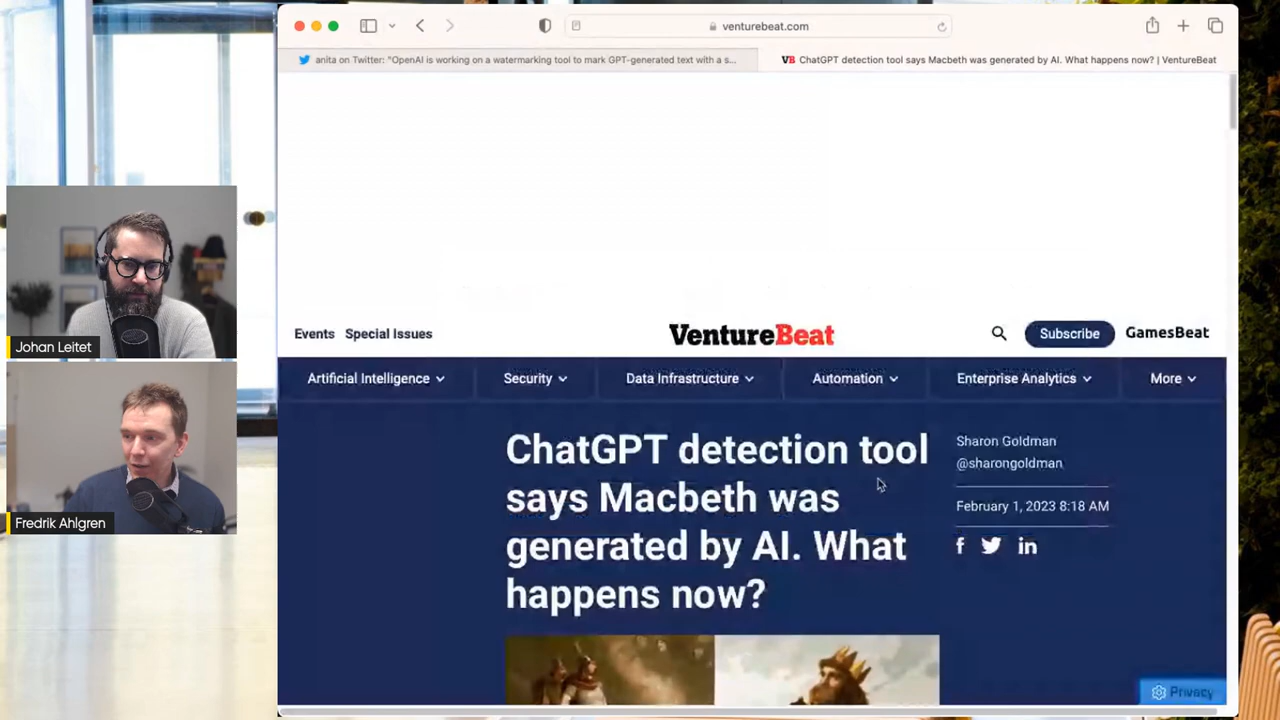 venturebeat.com
anita on Twitter: "OpenAI is working on a watermarking tool to mark GPT-generated text with a s...
VB ChatGPT detection tool says Macbeth was generated by AI. What happens now? | VentureBeat
Events Special Issues
VentureBeat
Subscribe
GamesBeat
Artificial Intelligence
Security
Data Infrastructure
Automation
Enterprise Analytics
More
ChatGPT detection tool
says Macbeth was
generated by AI. What
happens now?
Sharon Goldman
@sharongoldman
February 1, 2023 8:18 AM
f in
Privacy
Johan Leitet
Fredrik Ahlgren